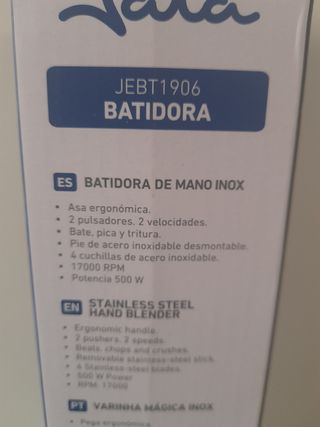 Jata
JEBT1906
BATIDORA
ES BATIDORA DE MANO INOX
• Asa ergonómica.
• 2 pulsadores. 2 velocidades.
• Bate, pica y tritura.
• Pie de acero inoxidable desmontable.
• 4 cuchillas de acero inoxidable.
• 17000 RPM
• Potencia 500 W
EN STAINLESS STEEL
HAND BLENDER
• Ergonomic handle.
• 2 pushers. 2 speeds.
• Beats, chops and crushes.
• Removable stainless-steel stick.
• 4 Stainless-steel blades.
• 500 W Power
• RPM: 17000
PT VARINHA MÁGICA INOX
• Pega ergonómica.